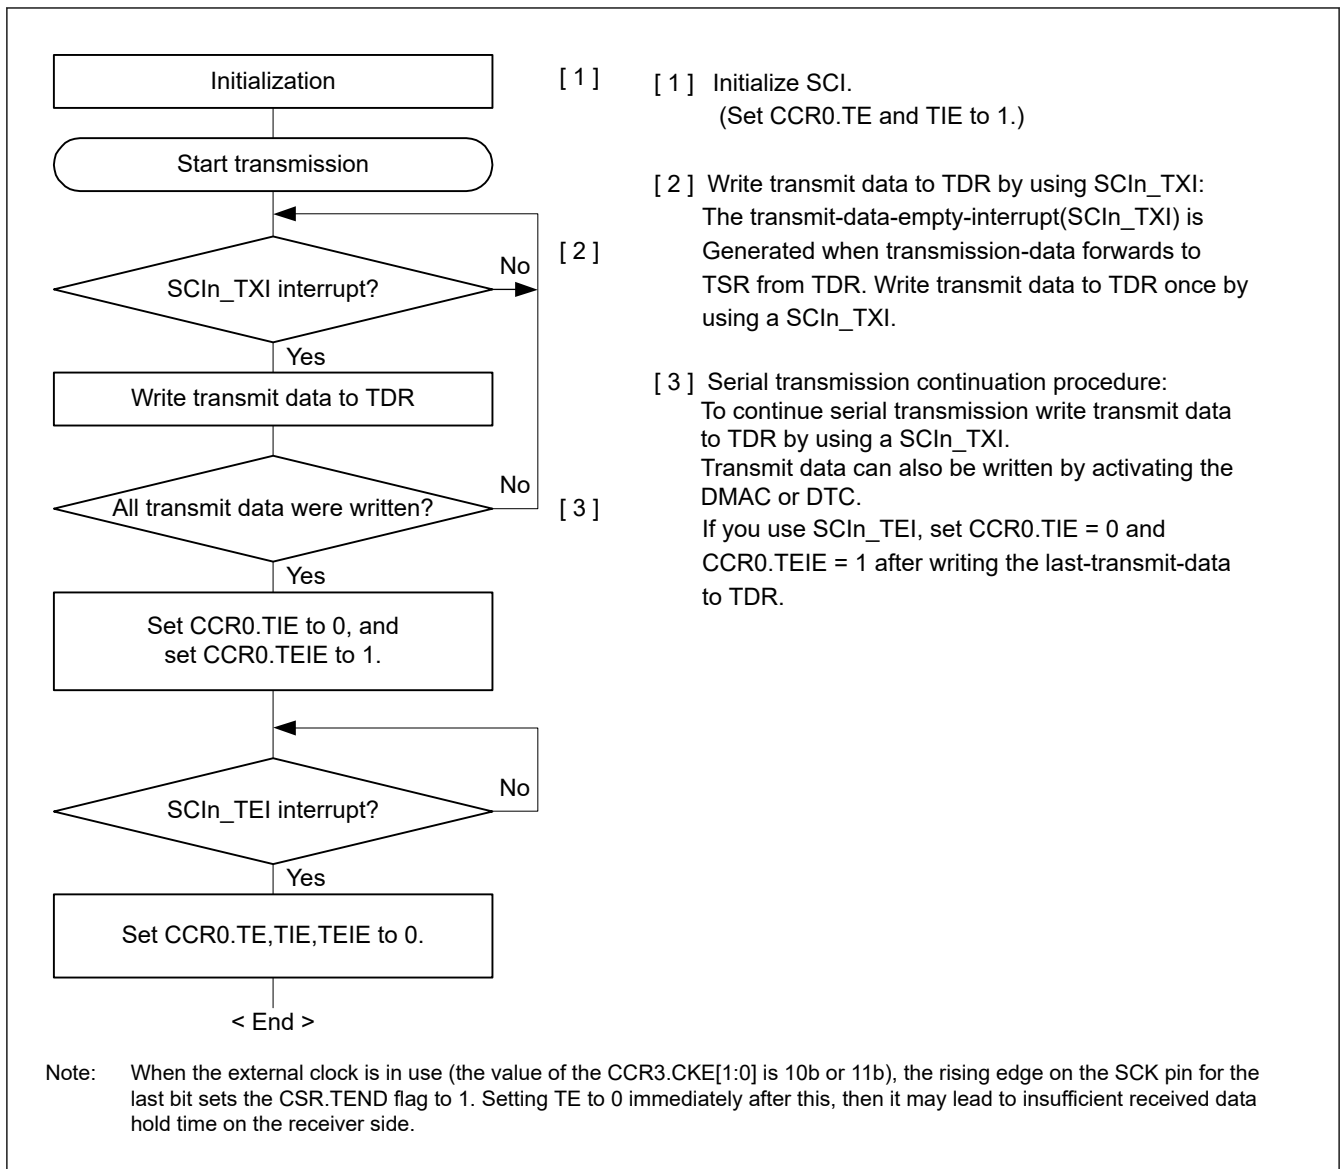 Initialization
[ 1 ]
Start transmission
SCIn_TXI interrupt?
No
[ 2 ]
Yes
Write transmit data to TDR
All transmit data were written?
No
[ 3 ]
Yes
Set CCR0.TIE to 0, and
set CCR0.TEIE to 1.
SCIn_TEI interrupt?
No
Yes
Set CCR0.TE,TIE,TEIE to 0.
< End >
[ 1 ] Initialize SCI.
(Set CCR0.TE and TIE to 1.)
[ 2 ] Write transmit data to TDR by using SCIn_TXI:
The transmit-data-empty-interrupt(SCIn_TXI) is
Generated when transmission-data forwards to
TSR from TDR. Write transmit data to TDR once by
using a SCIn_TXI.
[ 3 ] Serial transmission continuation procedure:
To continue serial transmission write transmit data
to TDR by using a SCIn_TXI.
Transmit data can also be written by activating the
DMAC or DTC.
If you use SCIn_TEI, set CCR0.TIE = 0 and
CCR0.TEIE = 1 after writing the last-transmit-data
to TDR.
Note: When the external clock is in use (the value of the CCR3.CKE[1:0] is 10b or 11b), the rising edge on the SCK pin for the
last bit sets the CSR.TEND flag to 1. Setting TE to 0 immediately after this, then it may lead to insufficient received data
hold time on the receiver side.